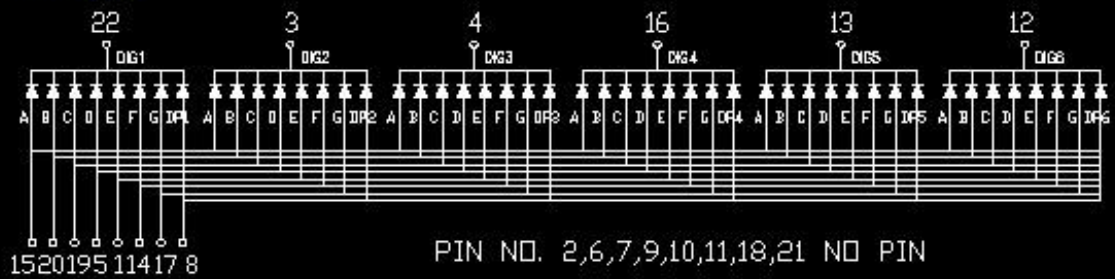 22 3 4 16 13 12
DIG1 DIG2 DIG3 DIG4 DIG5 DIG6
A B C D E F G DP1 A B C D E F G DP2 A B C D E F G DP3 A B C D E F G DP4 A B C D E F G DP5 A B C D E F G DP6
15 20 19 5 1 14 17 8
PIN NO. 2,6,7,9,10,11,18,21 NO PIN